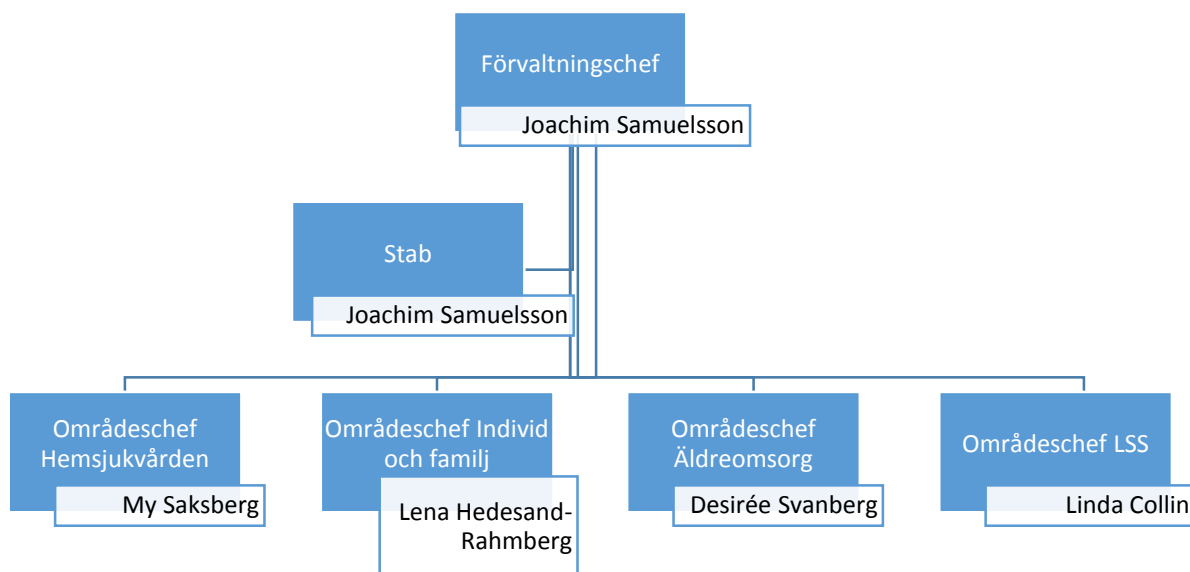 Förvaltningschef
Joachim Samuelsson
Stab
Joachim Samuelsson
Områdeschef
Hemsjukvården
My Saksberg
Områdeschef Individ
och familj
Lena Hedesand-
Rahmberg
Områdeschef
Äldreomsorg
Desirée Svanberg
Områdeschef LSS
Linda Collin